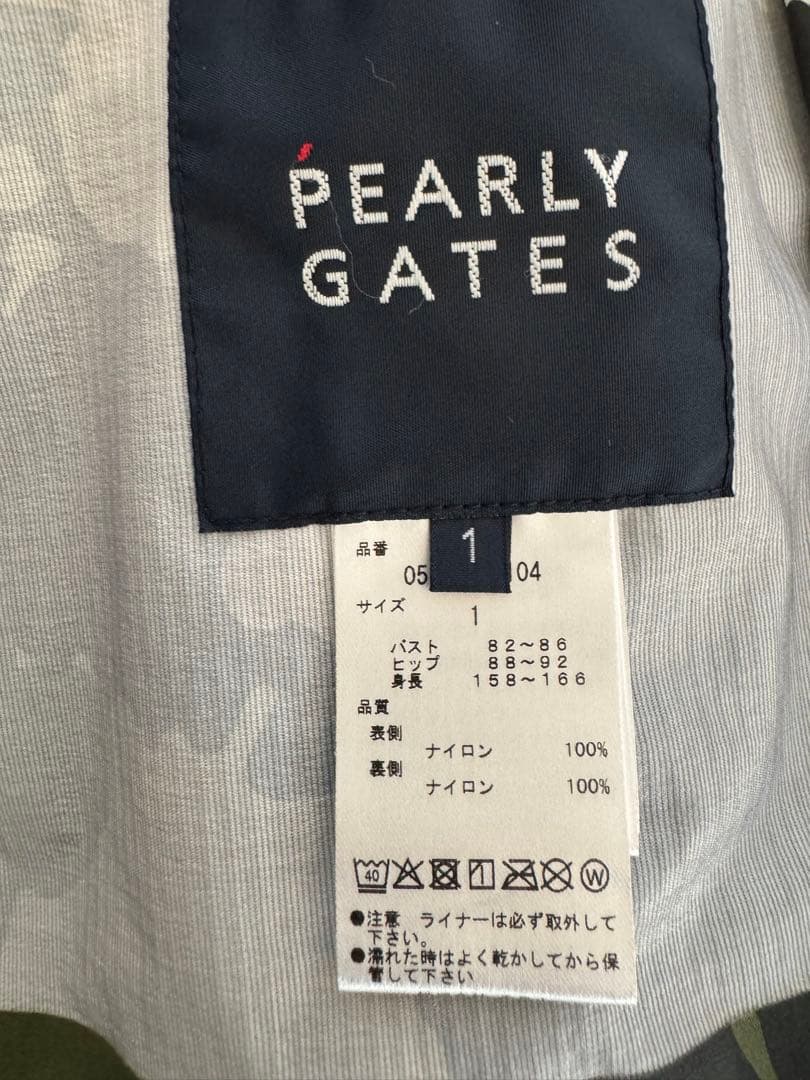 PEARLY
GATES
1
品番
05 04
サイズ
1
バスト 82～86
ヒップ 88～92
身長 158～166
品質
表側
ナイロン 100%
裏側
ナイロン 100%
40 W
●注意 ライナーは必ず取外して
下さい。
●濡れた時はよく乾かしてから保
管して下さい